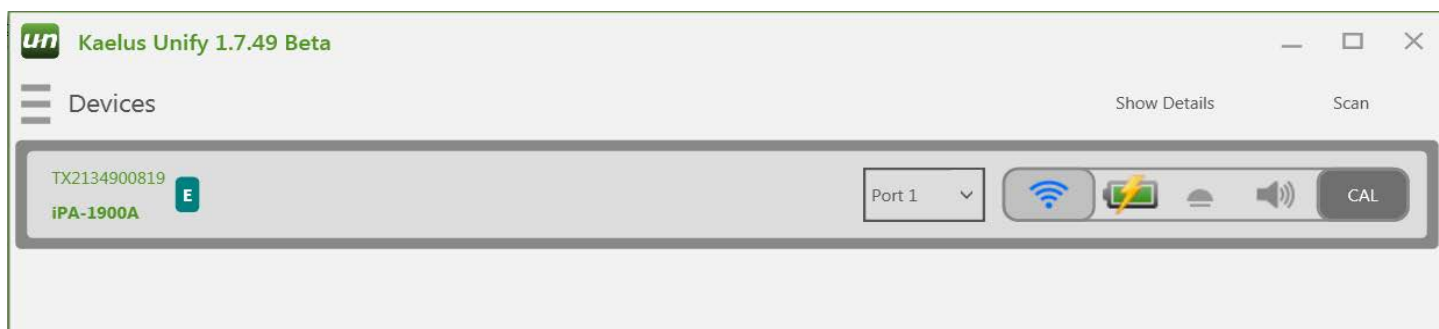 un Kaelus Unify 1.7.49 Beta
Devices Show Details Scan
TX2134900819
E
iPA-1900A
Port 1
CAL